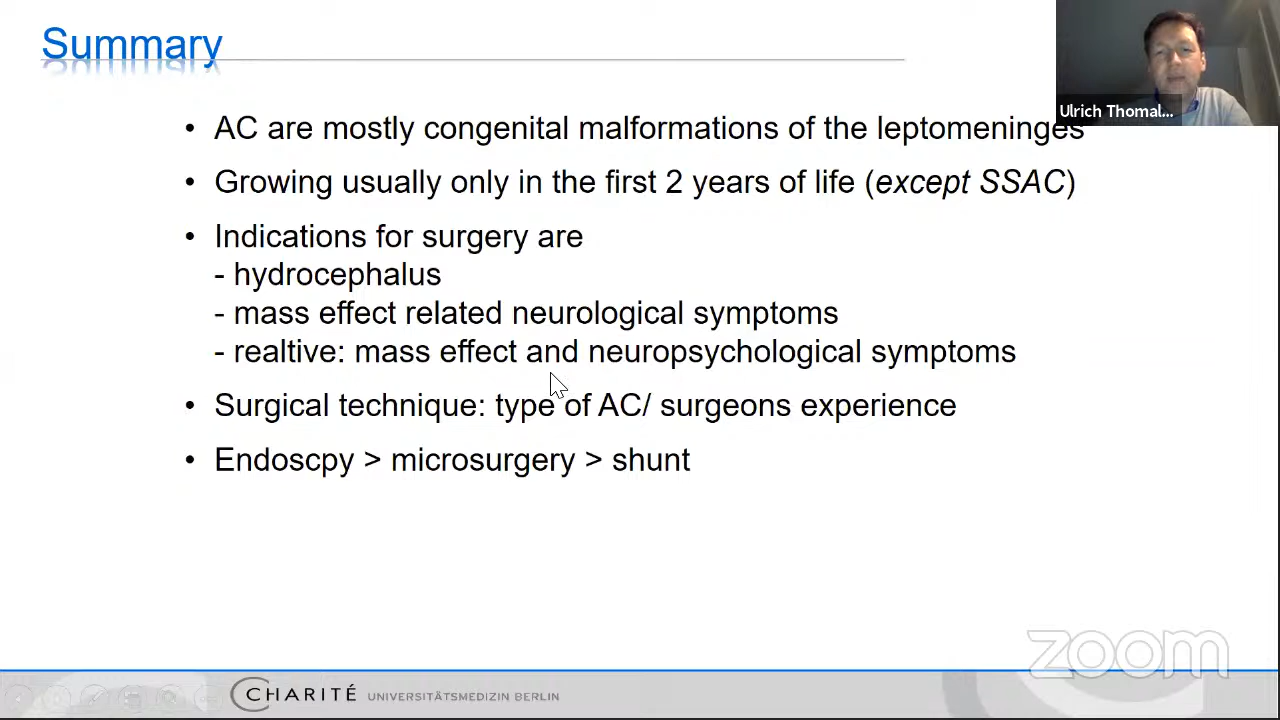 Summary
Ulrich Thomal...
• AC are mostly congenital malformations of the leptomeninges
• Growing usually only in the first 2 years of life (except SSAC)
• Indications for surgery are
- hydrocephalus
- mass effect related neurological symptoms
- realtive: mass effect and neuropsychological symptoms
• Surgical technique: type of AC/ surgeons experience
• Endoscpy > microsurgery > shunt
zoom
CHARITÉ UNIVERSITÄTSMEDIZIN BERLIN